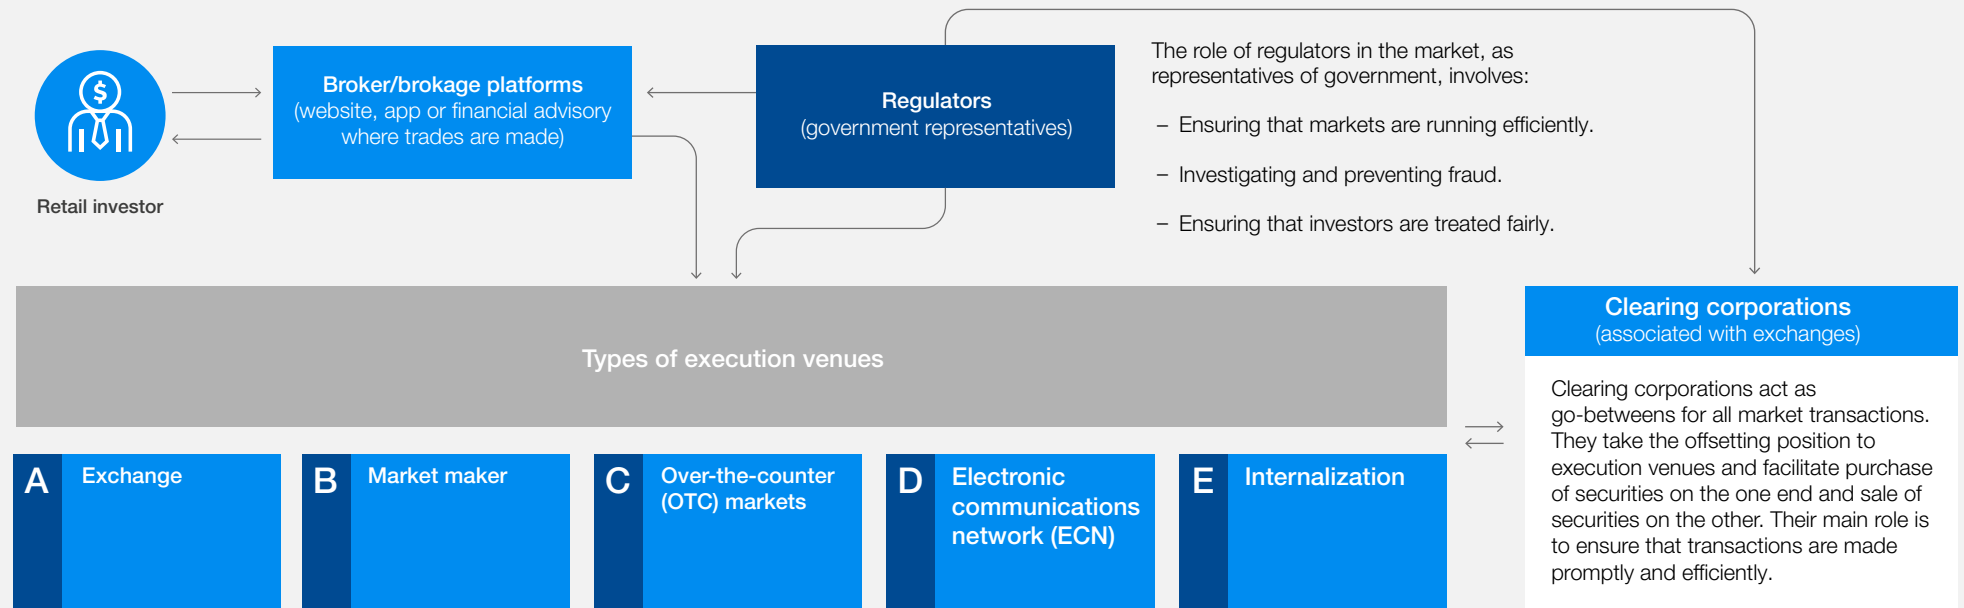 $
Retail investor
Broker/brokage platforms
(website, app or financial advisory
where trades are made)
Regulators
(government representatives)
The role of regulators in the market, as
representatives of government, involves:
– Ensuring that markets are running efficiently.
– Investigating and preventing fraud.
– Ensuring that investors are treated fairly.
Types of execution venues
A
Exchange
B
Market maker
C
Over-the-counter
(OTC) markets
D
Electronic
communications
network (ECN)
E
Internalization
Clearing corporations
(associated with exchanges)
Clearing corporations act as
go-betweens for all market transactions.
They take the offsetting position to
execution venues and facilitate purchase
of securities on the one end and sale of
securities on the other. Their main role is
to ensure that transactions are made
promptly and efficiently.